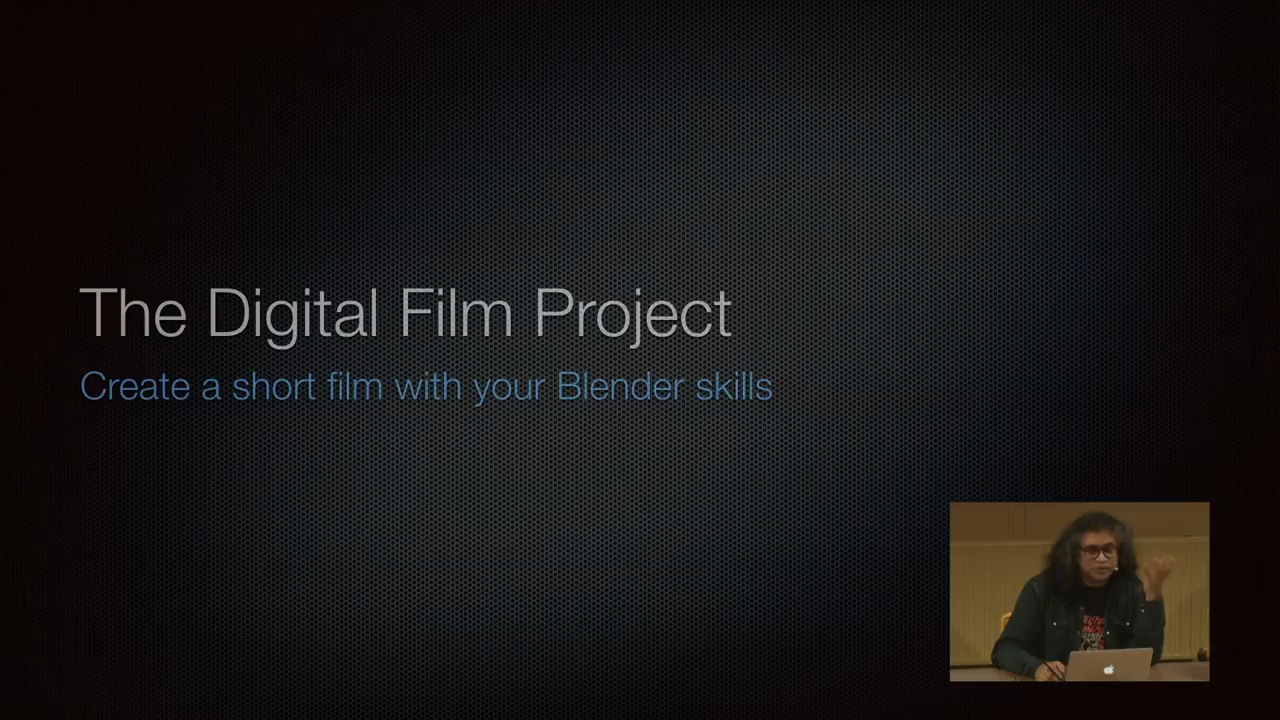 The Digital Film Project
Create a short film with your Blender skills